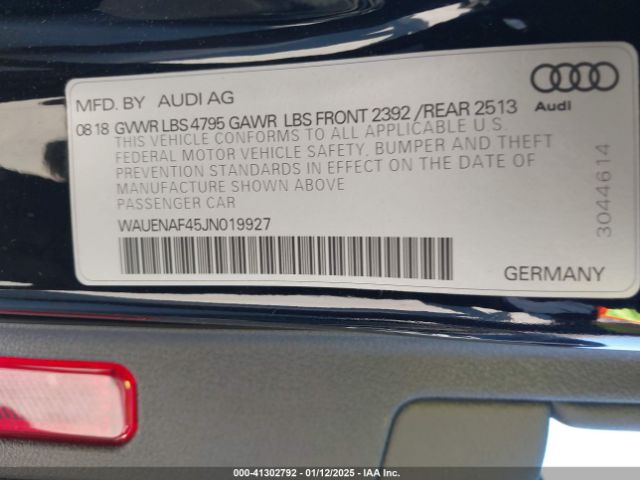 MFD. BY AUDI AG
Audi
08 18 GVWR LBS 4795 GAWR LBS FRONT 2392 /REAR 2513
THIS VEHICLE CONFORMS TO ALL APPLICABLE U.S.
FEDERAL MOTOR VEHICLE SAFETY, BUMPER AND THEFT
PREVENTION STANDARDS IN EFFECT ON THE DATE OF
MANUFACTURE SHOWN ABOVE
PASSENGER CAR
WAUENAF45JN019927
GERMANY
3044614
000-41302792 - 01/12/2025 - IAA Inc.